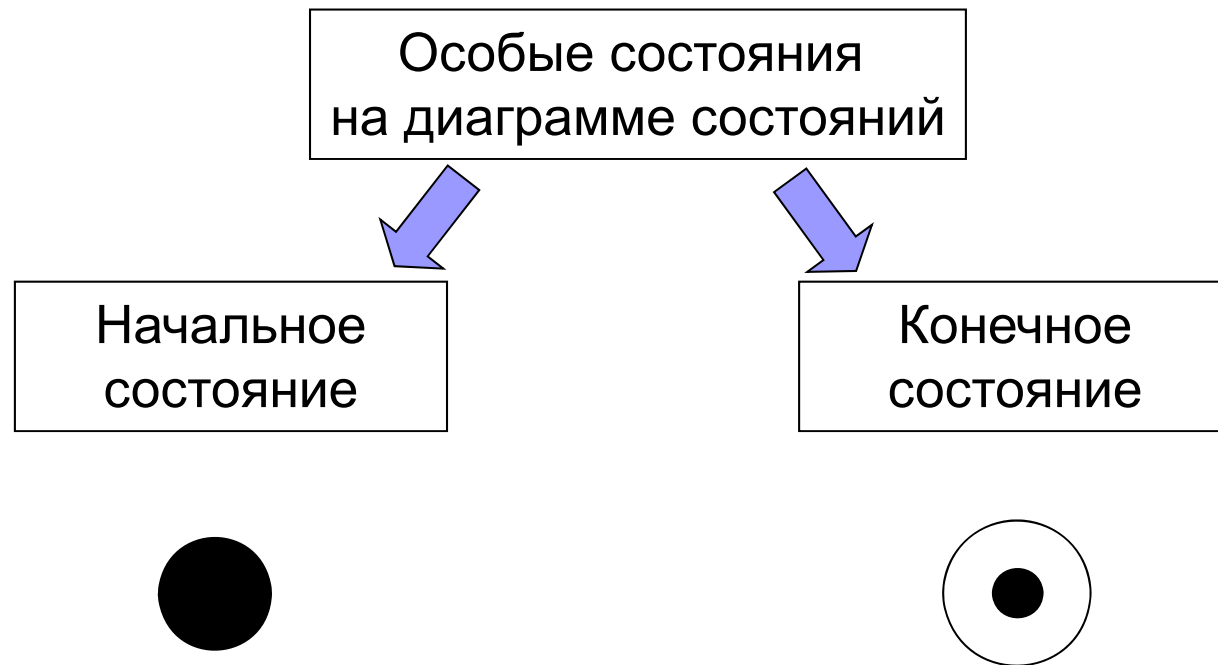 Особые состояния
на диаграмме состояний
Начальное
состояние
Конечное
состояние